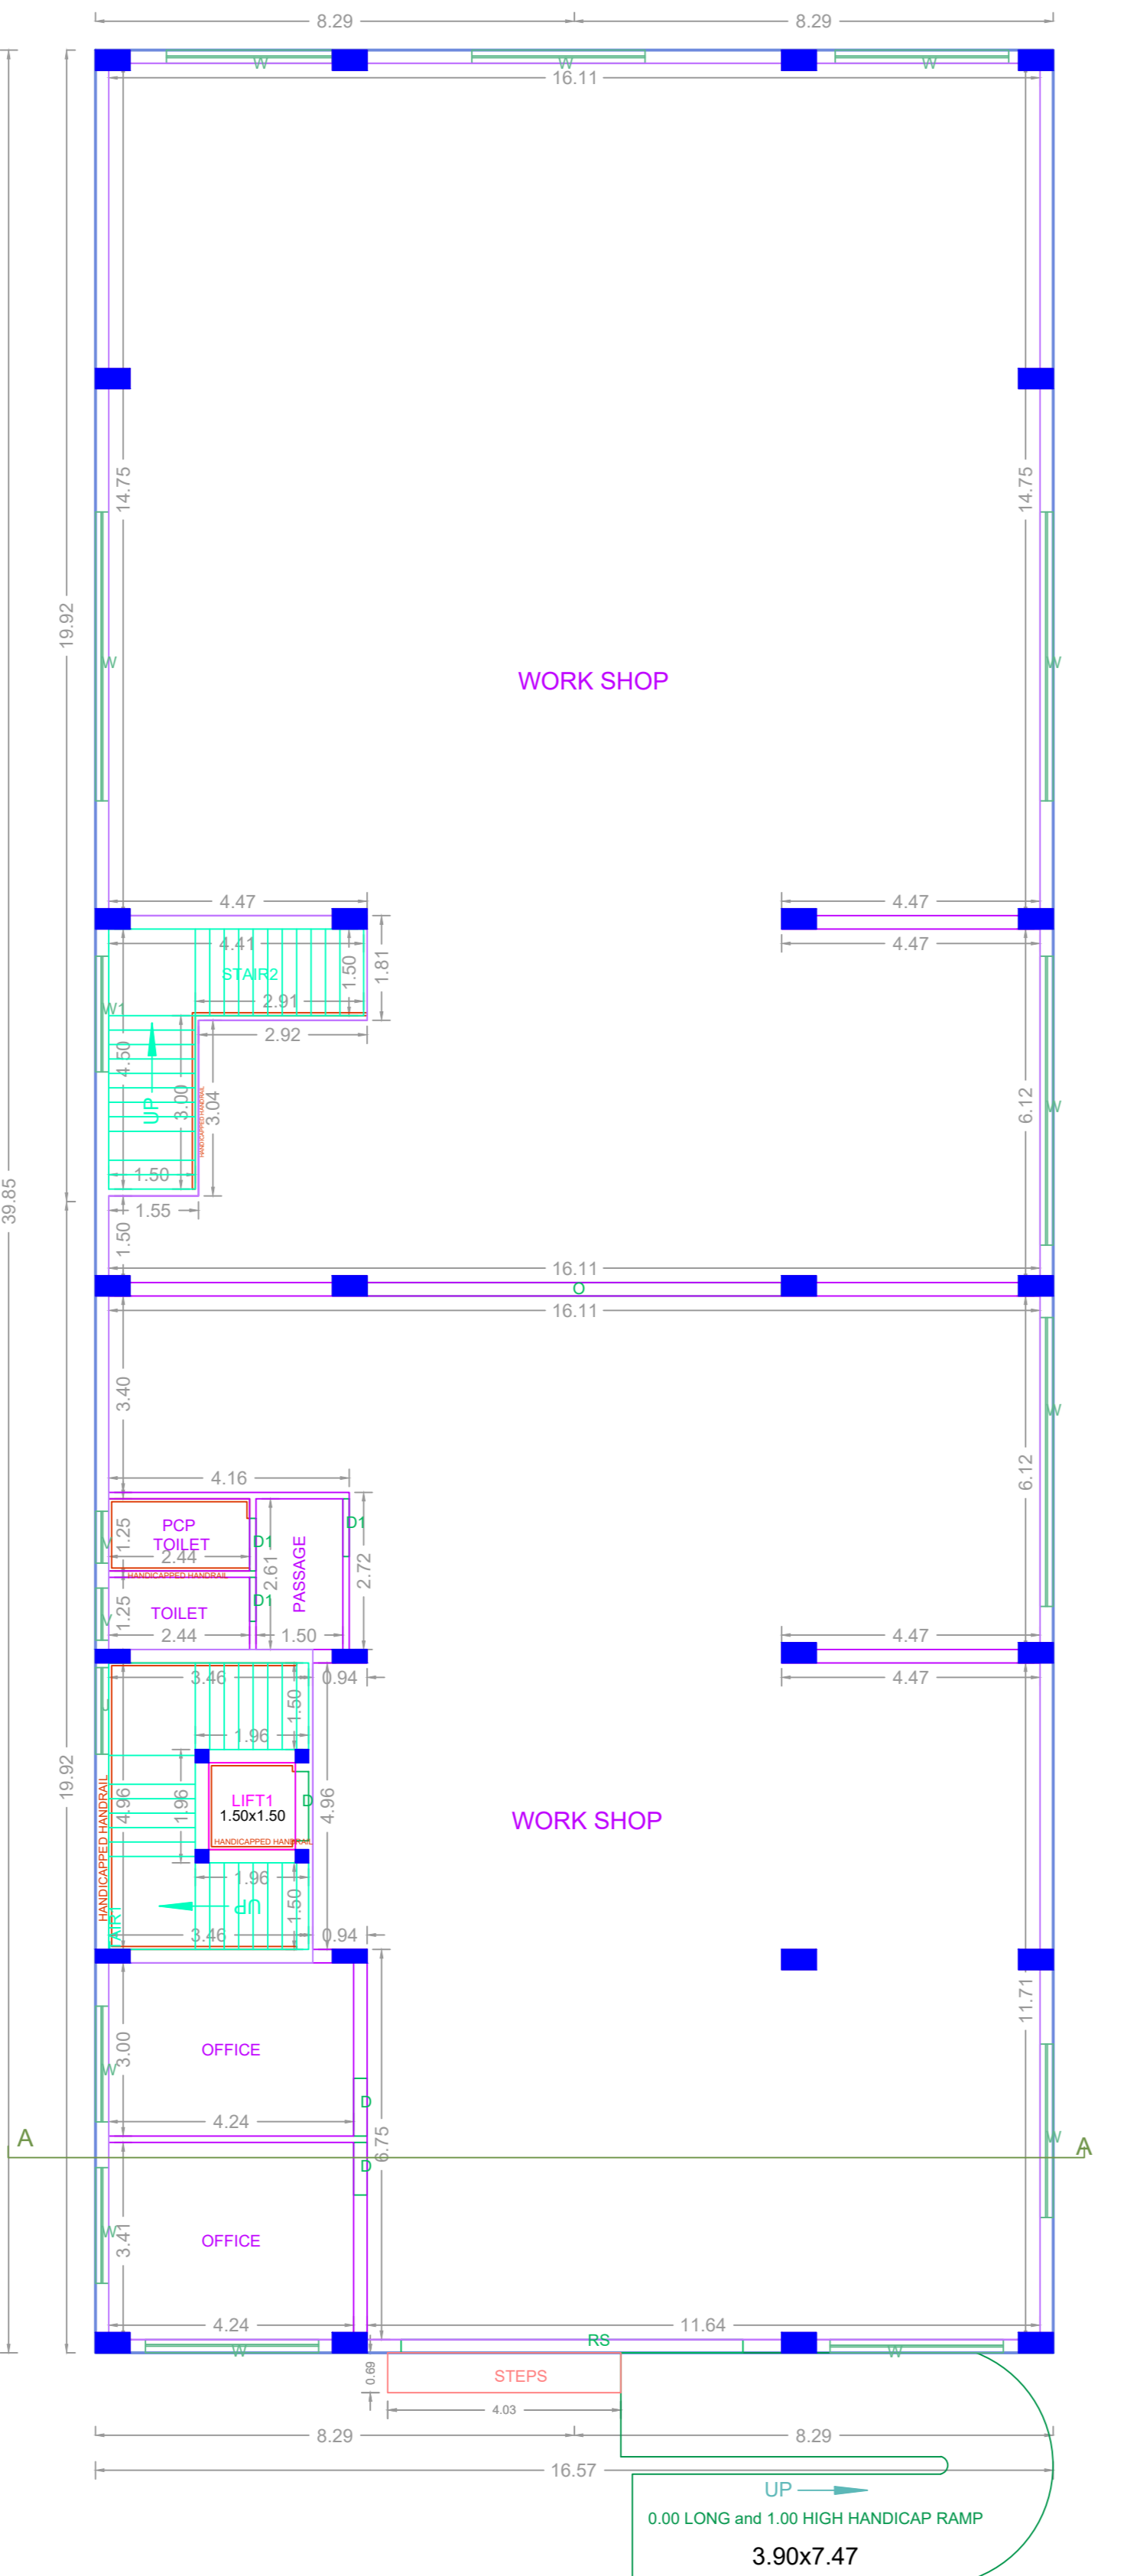 8.29 8.29
W W W
16.11
14.75 14.75
19.92
W WORK SHOP W
4.47 4.47
4.41 4.47
STAIR2 1.50 1.81
2.91
W1
2.92
4.50 3.00 3.04 6.12
UP HANDICAPPED HANDRAIL W
1.50
39.85
1.55
1.50
16.11
O
16.11
3.40 W
4.16 6.12
PCP
TOILET
1.25 D1 D1
2.44
HANDICAPPED HANDRAIL
2.61 PASSAGE 2.72
1.25 D1
TOILET
2.44 1.50 4.47
3.46 0.94 4.47
1.50
1.96
19.92
HANDICAPPED HANDRAIL 4.96 1.96 LIFT1 D 4.96 WORK SHOP
1.50x1.50
HANDICAPPED HANDRAIL
1.96
UP 1.50
3.46 0.94
11.71
3.00 OFFICE
W D
4.24
A 6.75 A
D W
W 3.41 OFFICE
4.24 11.64
W RS W
0.69 STEPS
4.03
8.29 8.29
16.57
UP
0.00 LONG and 1.00 HIGH HANDICAP RAMP
3.90x7.47